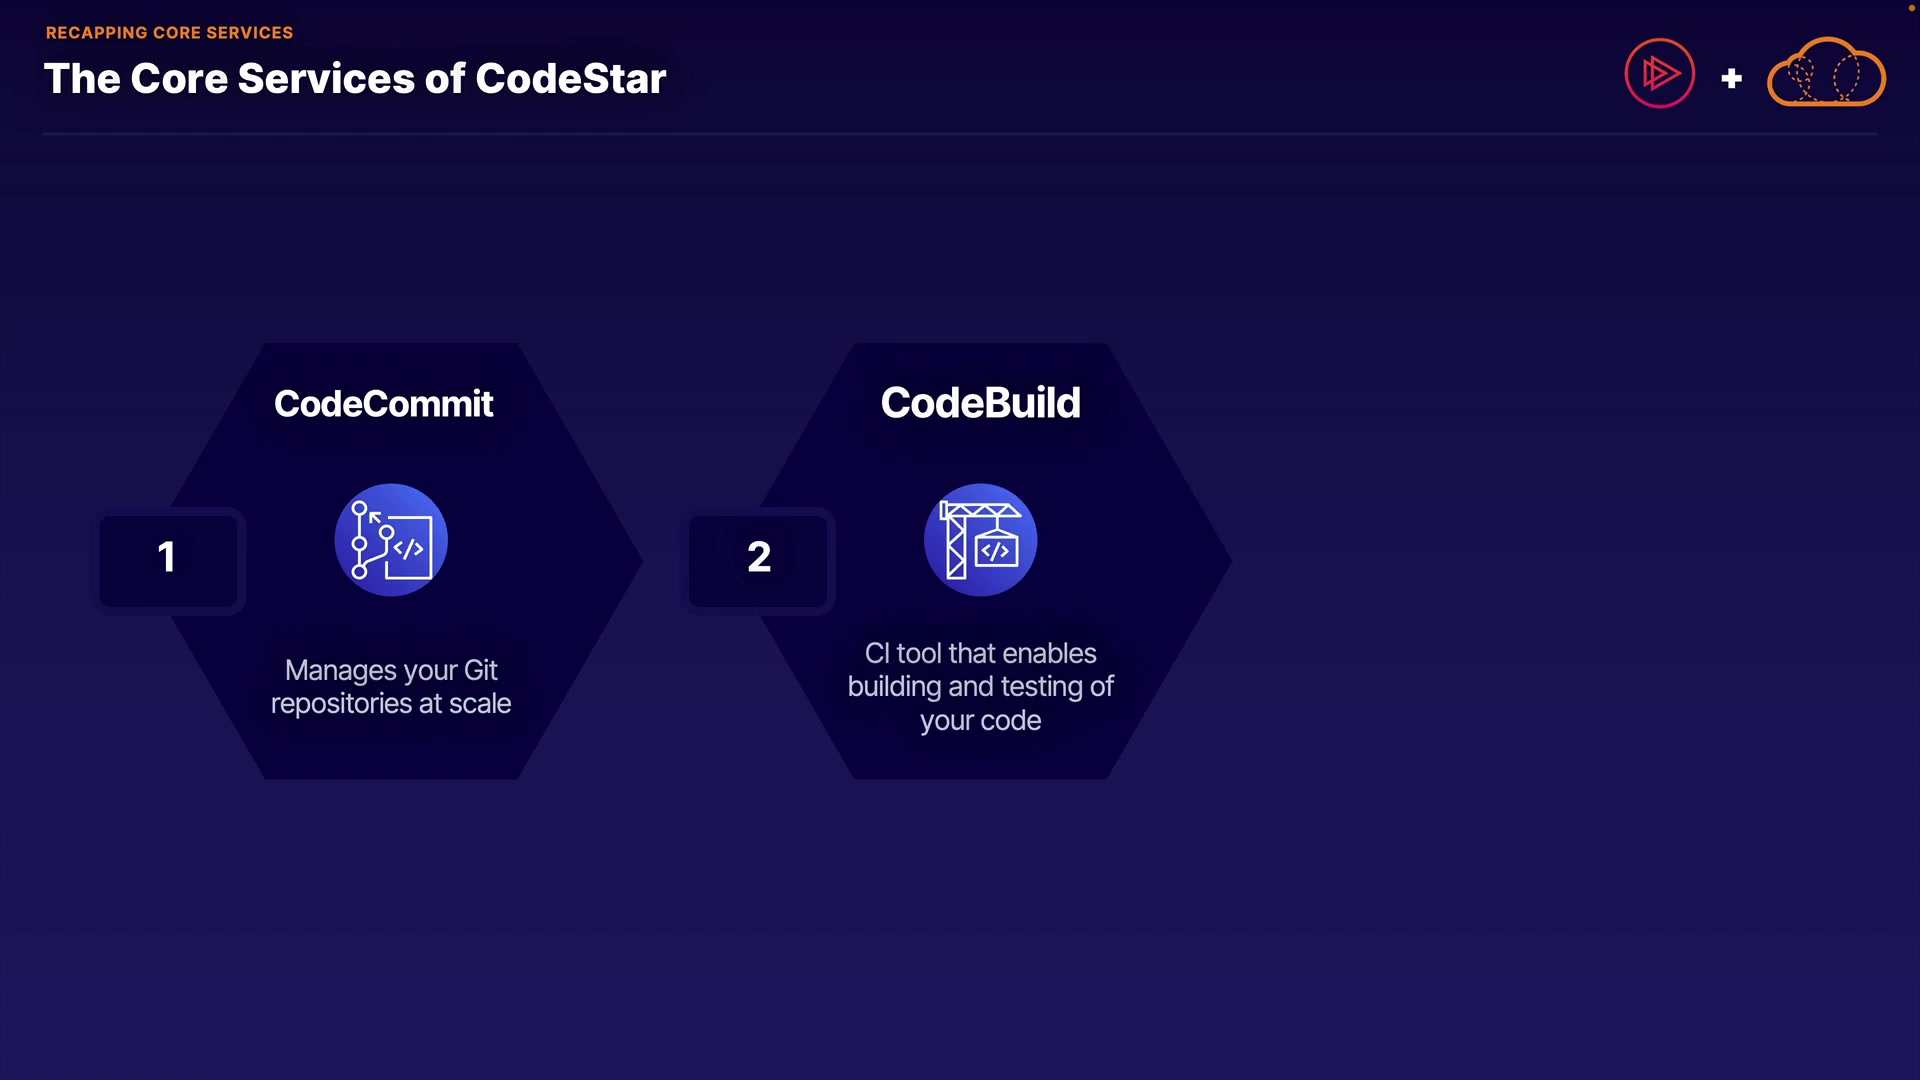 RECAPPING CORE SERVICES
The Core Services of CodeStar
+
CodeCommit
</>
1
Manages your Git
repositories at scale
CodeBuild
</>
2
CI tool that enables
building and testing of
your code